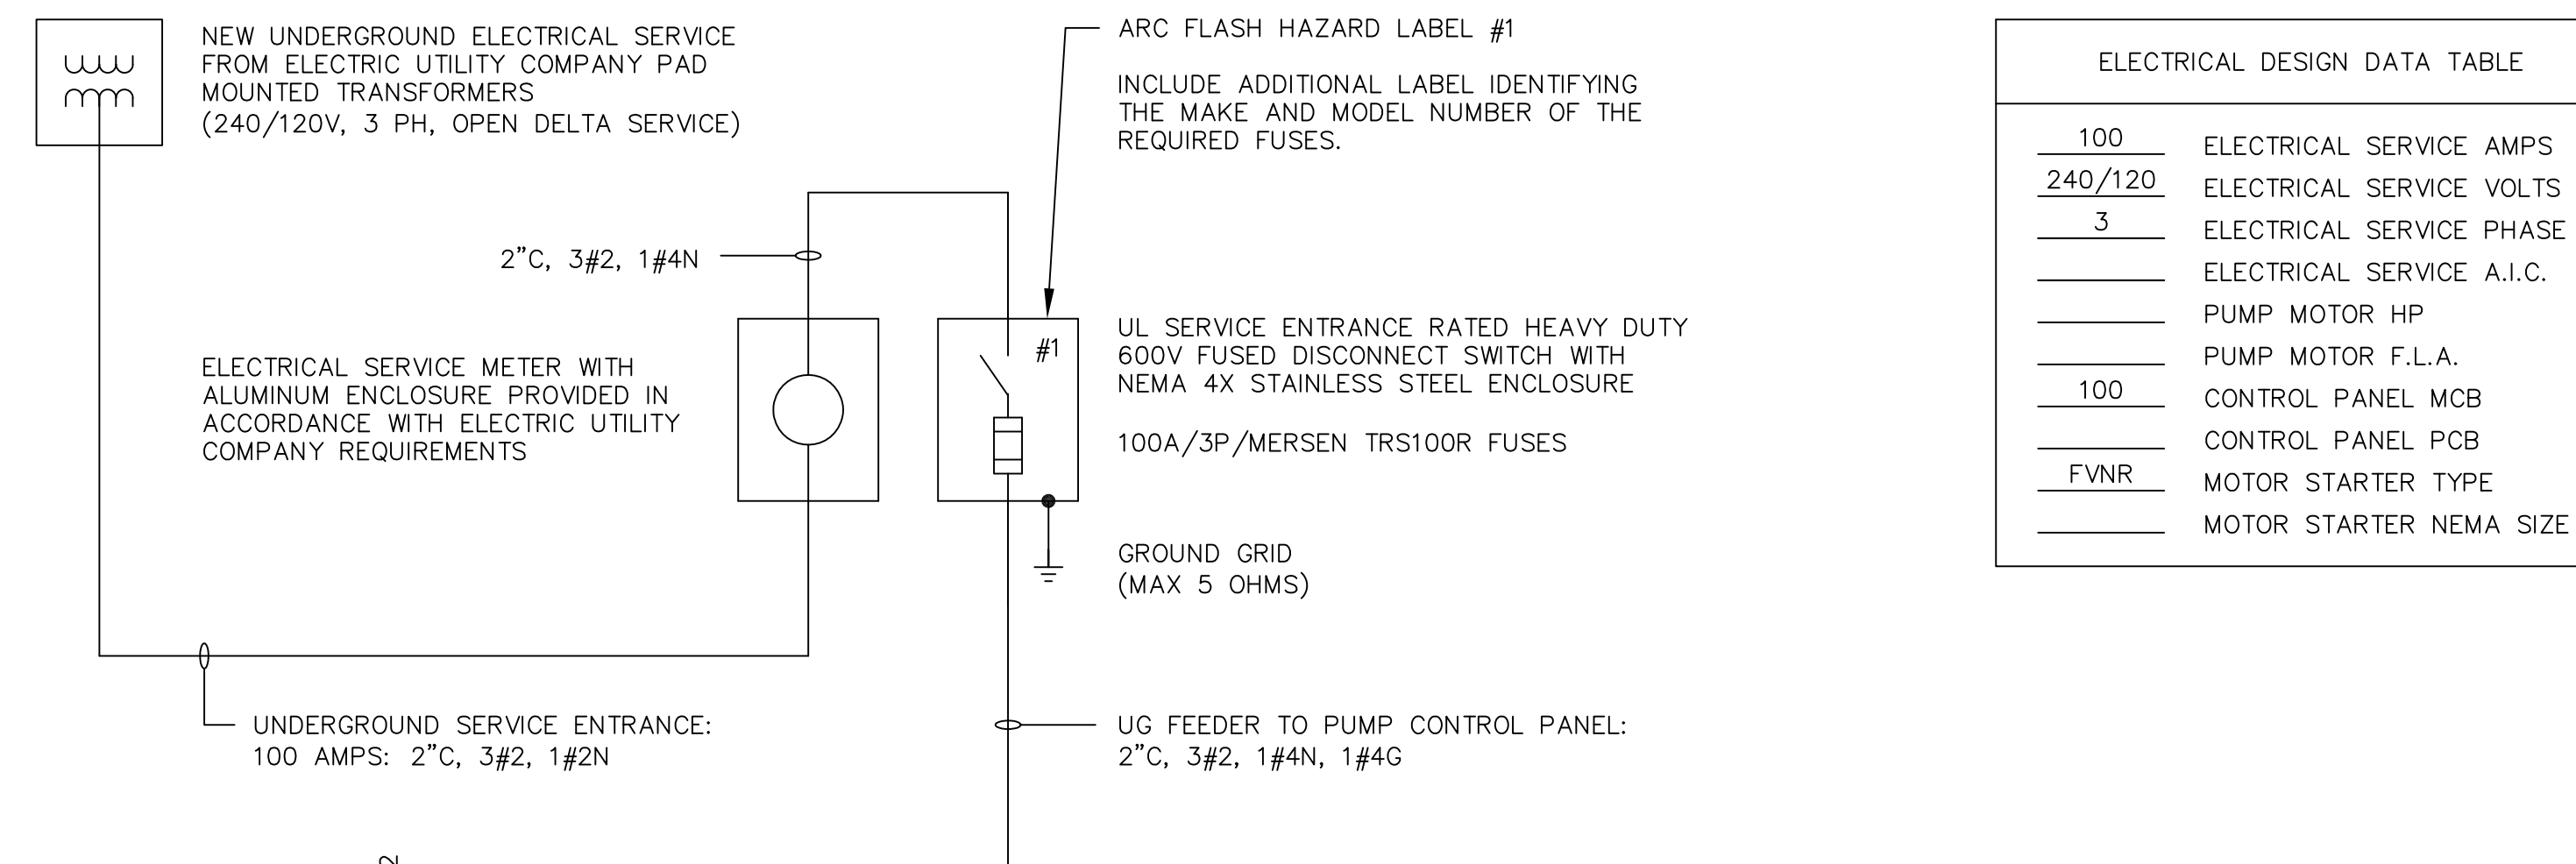 NEW UNDERGROUND ELECTRICAL SERVICE
FROM ELECTRIC UTILITY COMPANY PAD
MOUNTED TRANSFORMERS
(240/120V, 3 PH, OPEN DELTA SERVICE)
ARC FLASH HAZARD LABEL #1
INCLUDE ADDITIONAL LABEL IDENTIFYING
THE MAKE AND MODEL NUMBER OF THE
REQUIRED FUSES.
2"C, 3#2, 1#4N
ELECTRICAL SERVICE METER WITH
ALUMINUM ENCLOSURE PROVIDED IN
ACCORDANCE WITH ELECTRIC UTILITY
COMPANY REQUIREMENTS
#1
UL SERVICE ENTRANCE RATED HEAVY DUTY
600V FUSED DISCONNECT SWITCH WITH
NEMA 4X STAINLESS STEEL ENCLOSURE
100A/3P/MERSEN TRS100R FUSES
GROUND GRID
(MAX 5 OHMS)
UNDERGROUND SERVICE ENTRANCE:
100 AMPS: 2"C, 3#2, 1#2N
UG FEEDER TO PUMP CONTROL PANEL:
2"C, 3#2, 1#4N, 1#4G
ELECTRICAL DESIGN DATA TABLE
100 ELECTRICAL SERVICE AMPS
240/120 ELECTRICAL SERVICE VOLTS
3 ELECTRICAL SERVICE PHASE
ELECTRICAL SERVICE A.I.C.
PUMP MOTOR HP
PUMP MOTOR F.L.A.
100 CONTROL PANEL MCB
CONTROL PANEL PCB
FVNR MOTOR STARTER TYPE
MOTOR STARTER NEMA SIZE